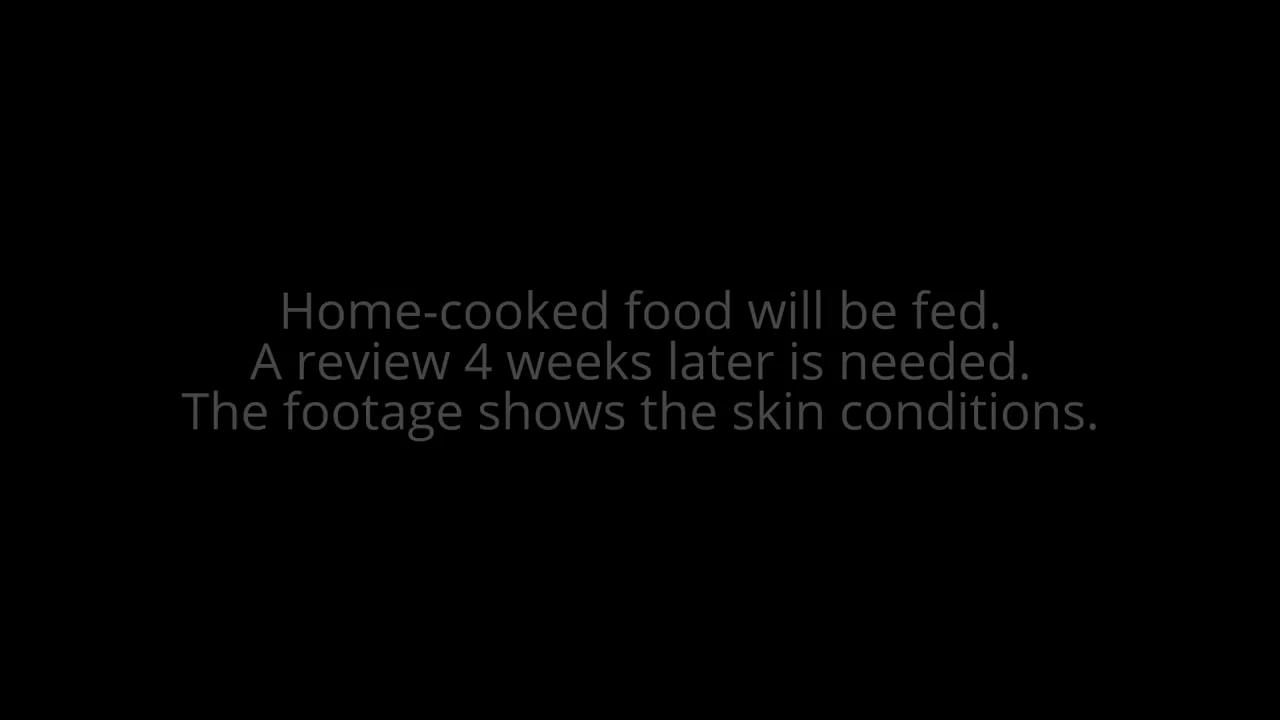 Home-cooked food will be fed.
A review 4 weeks later is needed.
The footage shows the skin conditions.